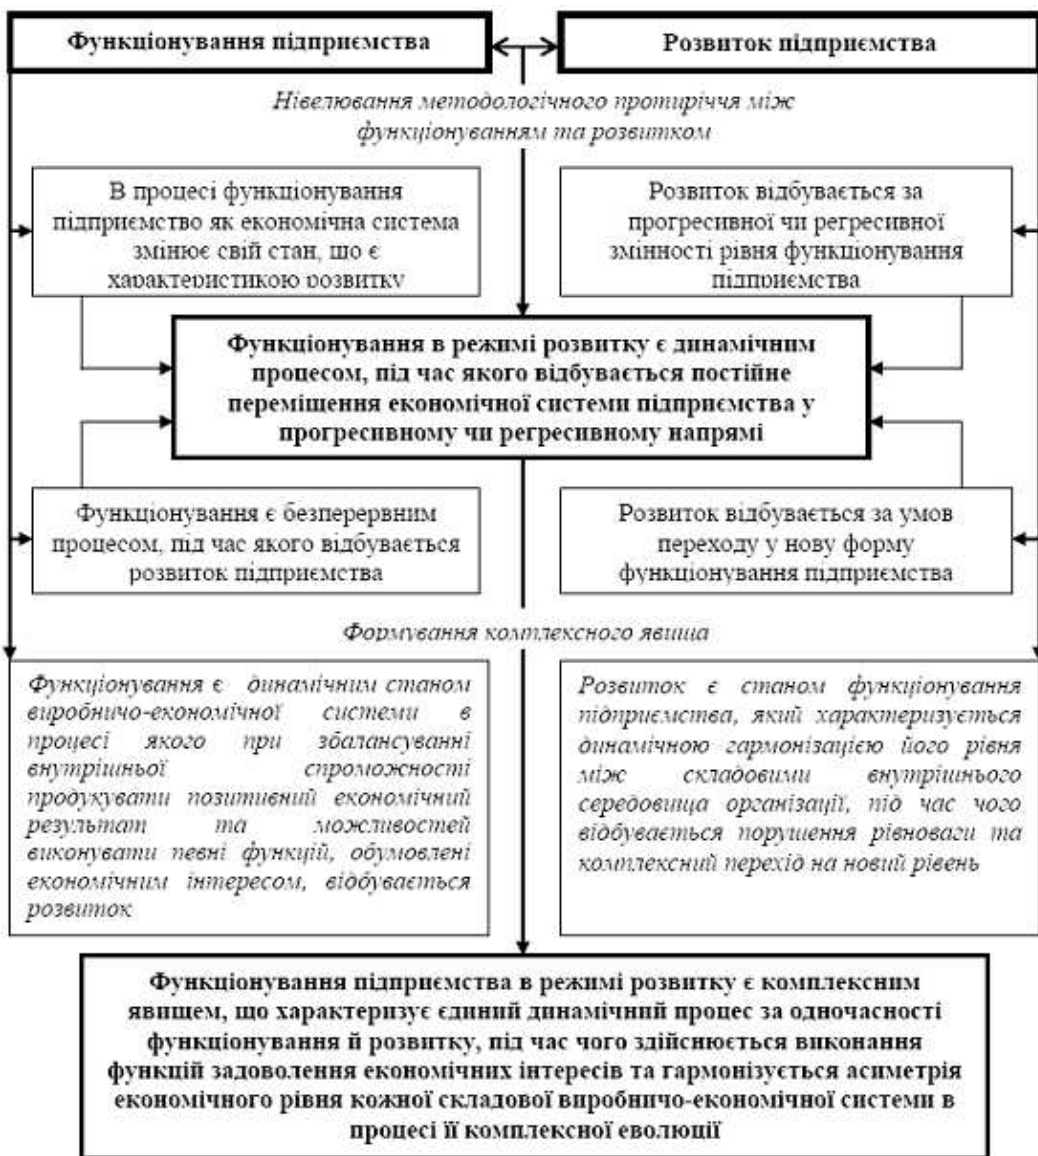 Функціонування підприємства
Розвиток підприємства
Нівелювання методологічного протиріччя між
функціонуванням та розвитком
В процесі функціонування
підприємство як економічна система
змінює свій стан, що є
характеристикою розвитку
Розвиток відбувається за
прогресивної чи регресивної
змінності рівня функціонування
підприємства
Функціонування в режимі розвитку є динамічним
процесом, під час якого відбувається постійне
переміщення економічної системи підприємства у
прогресивному чи регресивному напрямі
Функціонування є безперервним
процесом, під час якого відбувається
розвиток підприємства
Розвиток відбувається за умов
переходу у нову форму
функціонування підприємства
Формування комплексного явища
Функціонування є динамічним станом
виробничо-економічної системи в
процесі якого при збалансуванні
внутрішньої спроможності
продукувати позитивний економічний
результат та можливостей
виконувати певні функцій, обумовлені
економічним інтересом, відбувається
розвиток
Розвиток є станом функціонування
підприємства, який характеризується
динамічною гармонізацією його рівня
між складовими внутрішнього
середовища організації, під час чого
відбувається порушення рівноваги та
комплексний перехід на новий рівень
Функціонування підприємства в режимі розвитку є комплексним
явищем, що характеризує єдиний динамічний процес за одночасності
функціонування й розвитку, під час чого здійснюється виконання
функцій задоволення економічних інтересів та гармонізується асиметрія
економічного рівня кожної складової виробничо-економічної системи в
процесі її комплексної еволюції